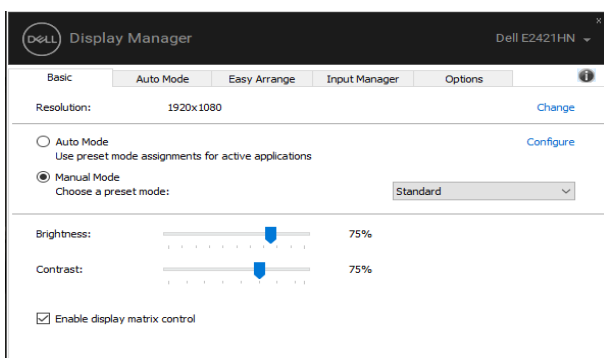 DELL Display Manager Dell E2421HN
Basic Auto Mode Easy Arrange Input Manager Options
Resolution: 1920x1080 Change
Auto Mode Configure
Use preset mode assignments for active applications
Manual Mode
Choose a preset mode: Standard
Brightness: 75%
Contrast: 75%
Enable display matrix control